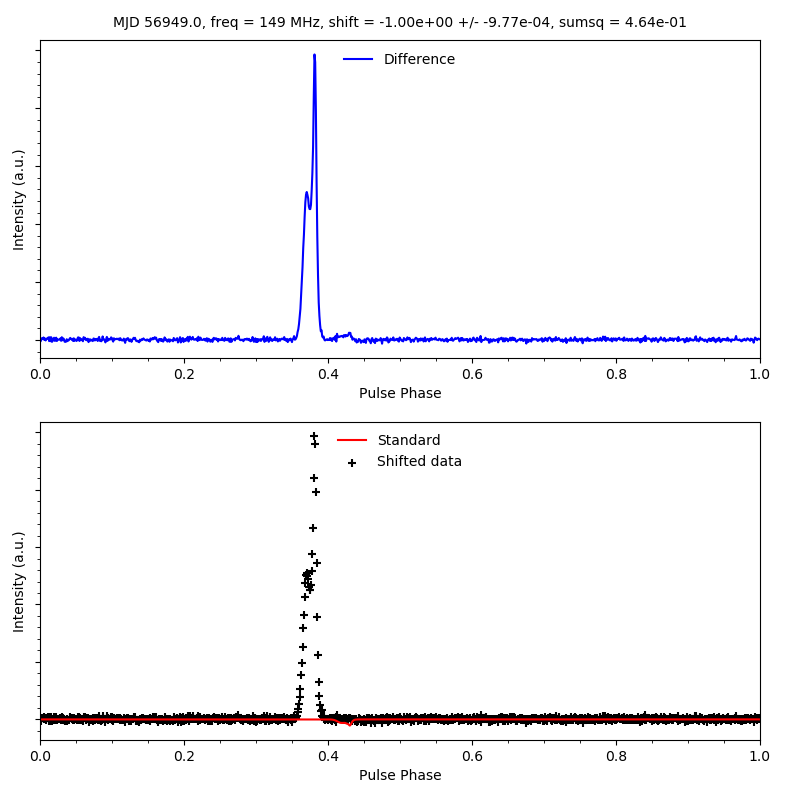 MJD 56949.0, freq = 149 MHz, shift = -1.00e+00 +/- -9.77e-04, sumsq = 4.64e-01
Difference
Intensity (a.u.)
0.0 0.2 0.4 0.6 0.8 1.0
Pulse Phase
Standard
Shifted data
Intensity (a.u.)
0.0 0.2 0.4 0.6 0.8 1.0
Pulse Phase